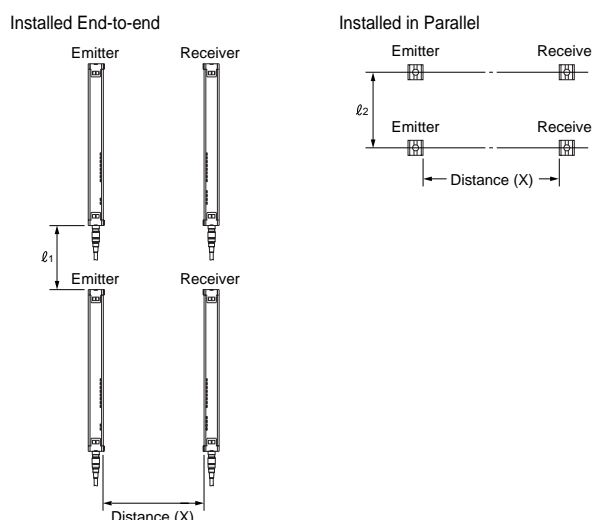 Installed End-to-end
Emitter Receiver
ℓ1
Emitter Receiver
Distance (X)
Installed in Parallel
Emitter Receive
ℓ2
Emitter Receive
Distance (X)